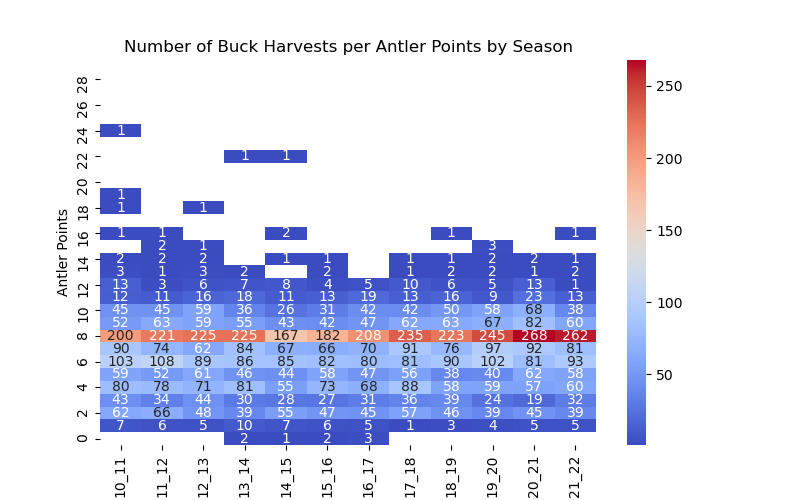 Number of Buck Harvests per Antler Points by Season
28
26
24 1
22 1 1
20
1
18 1 1
16 1 1 2 1 1
2 1 3
14 2 2 2 1 1 1 1 2 2 1
3 1 3 2 2 1 2 2 1 2
12 13 3 6 7 8 4 5 10 6 5 13 1
12 11 16 18 11 13 19 13 16 9 23 13
10 45 45 59 36 26 31 42 42 50 58 68 38
52 63 59 55 43 42 47 62 63 67 82 60
8 200 221 225 225 167 182 208 235 223 245 268 262
90 74 62 84 67 66 70 91 76 97 92 81
6 103 108 89 86 85 82 80 81 90 102 81 93
59 52 61 46 44 58 47 56 38 40 62 58
4 80 78 71 81 55 73 68 88 58 59 57 60
43 34 44 30 28 27 31 36 39 24 19 32
2 62 66 48 39 55 47 45 57 46 39 45 39
7 6 5 10 7 6 5 1 3 4 5 5
0 2 1 2 3
Antler Points
10_11 11_12 12_13 13_14 14_15 15_16 16_17 17_18 18_19 19_20 20_21 21_22
250
200
150
100
50